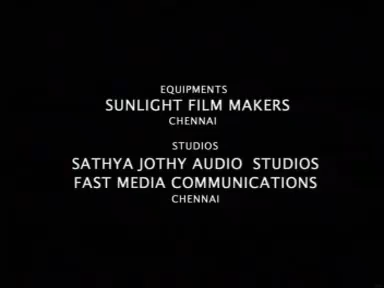 EQUIPMENTS
SUNLIGHT FILM MAKERS
CHENNAI
STUDIOS
SATHYA JOTHY AUDIO STUDIOS
FAST MEDIA COMMUNICATIONS
CHENNAI